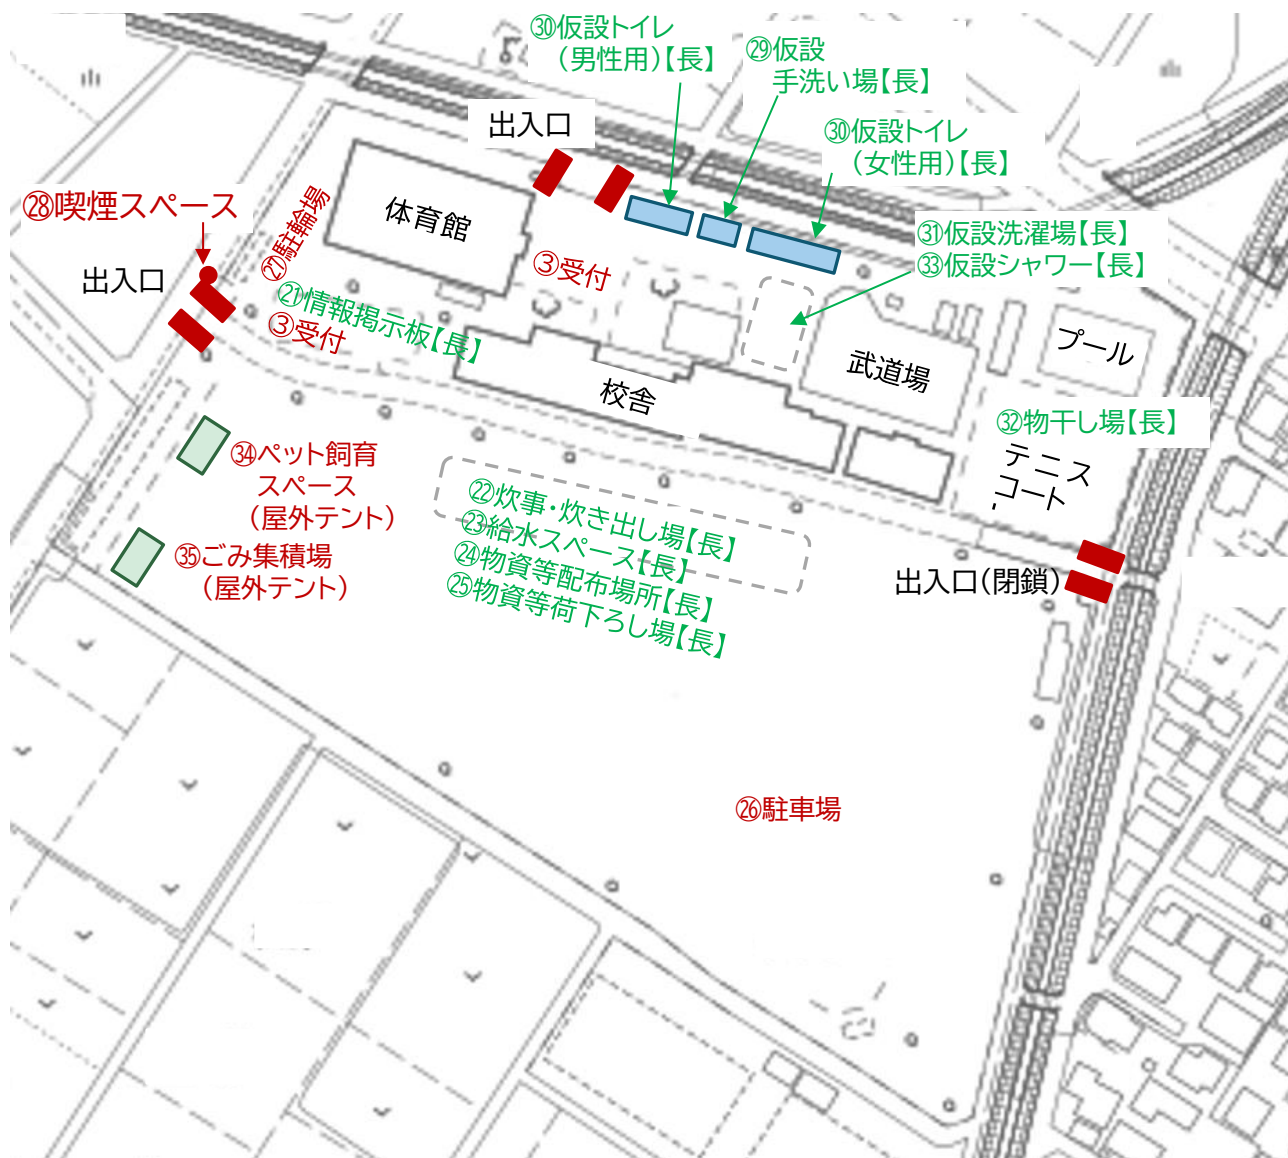 ㉚仮設トイレ
（男性用）【長】
㉙仮設
手洗い場【長】
出入口
㉚仮設トイレ
（女性用）【長】
㉘喫煙スペース
㉗駐輪場
体育館
㉛仮設洗濯場【長】
㉝仮設シャワー【長】
出入口
③受付
㉑情報掲示板【長】
③受付
プール
武道場
校舎
㉜物干し場【長】
テニス
コート
㉞ペット飼育
スペース
（屋外テント）
㉒炊事・炊き出し場【長】
㉓給水スペース【長】
㉔物資等配布場所【長】
㉕物資等荷下ろし場【長】
㉟ごみ集積場
（屋外テント）
出入口（閉鎖）
㉖駐車場